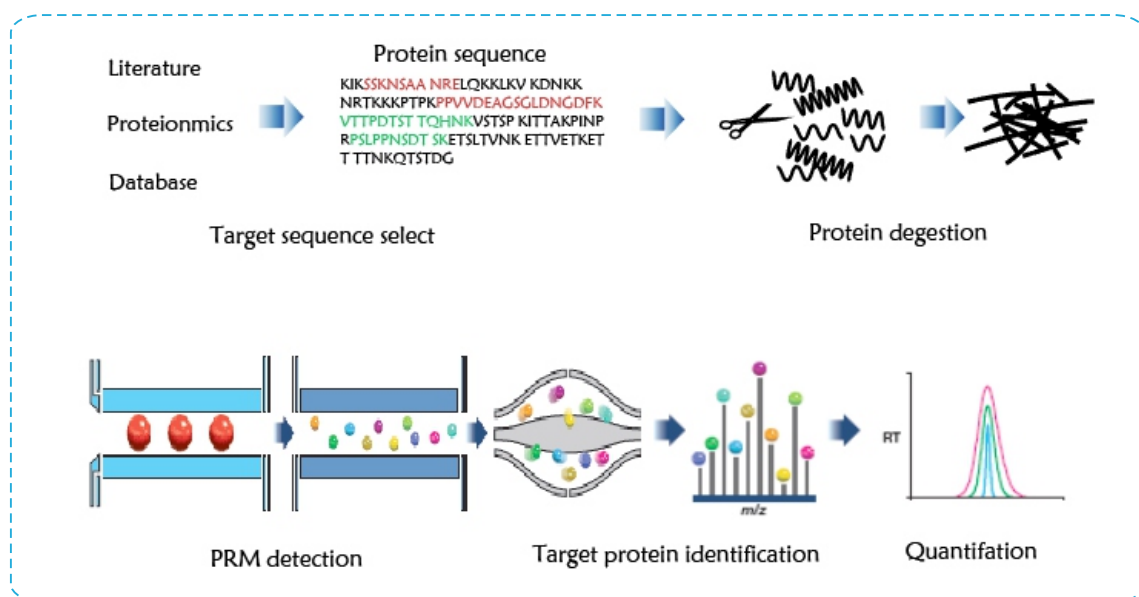 Literature
Proteionmics
Database
Protein sequence
KIKSSKNSAA NRELQKKLKV KDNKK
NRTKKKPTPKPPVVDEAGSGLDNGDFK
VTTPDTST TQHNKVSTSP KITTAKPINP
RPSLPPNSDT SKETSLTVNK ETTVETKET
T TTNKQTSTDG
Target sequence select
Protein degestion
PRM detection
Target protein identification
m/z
RT
Quantifation